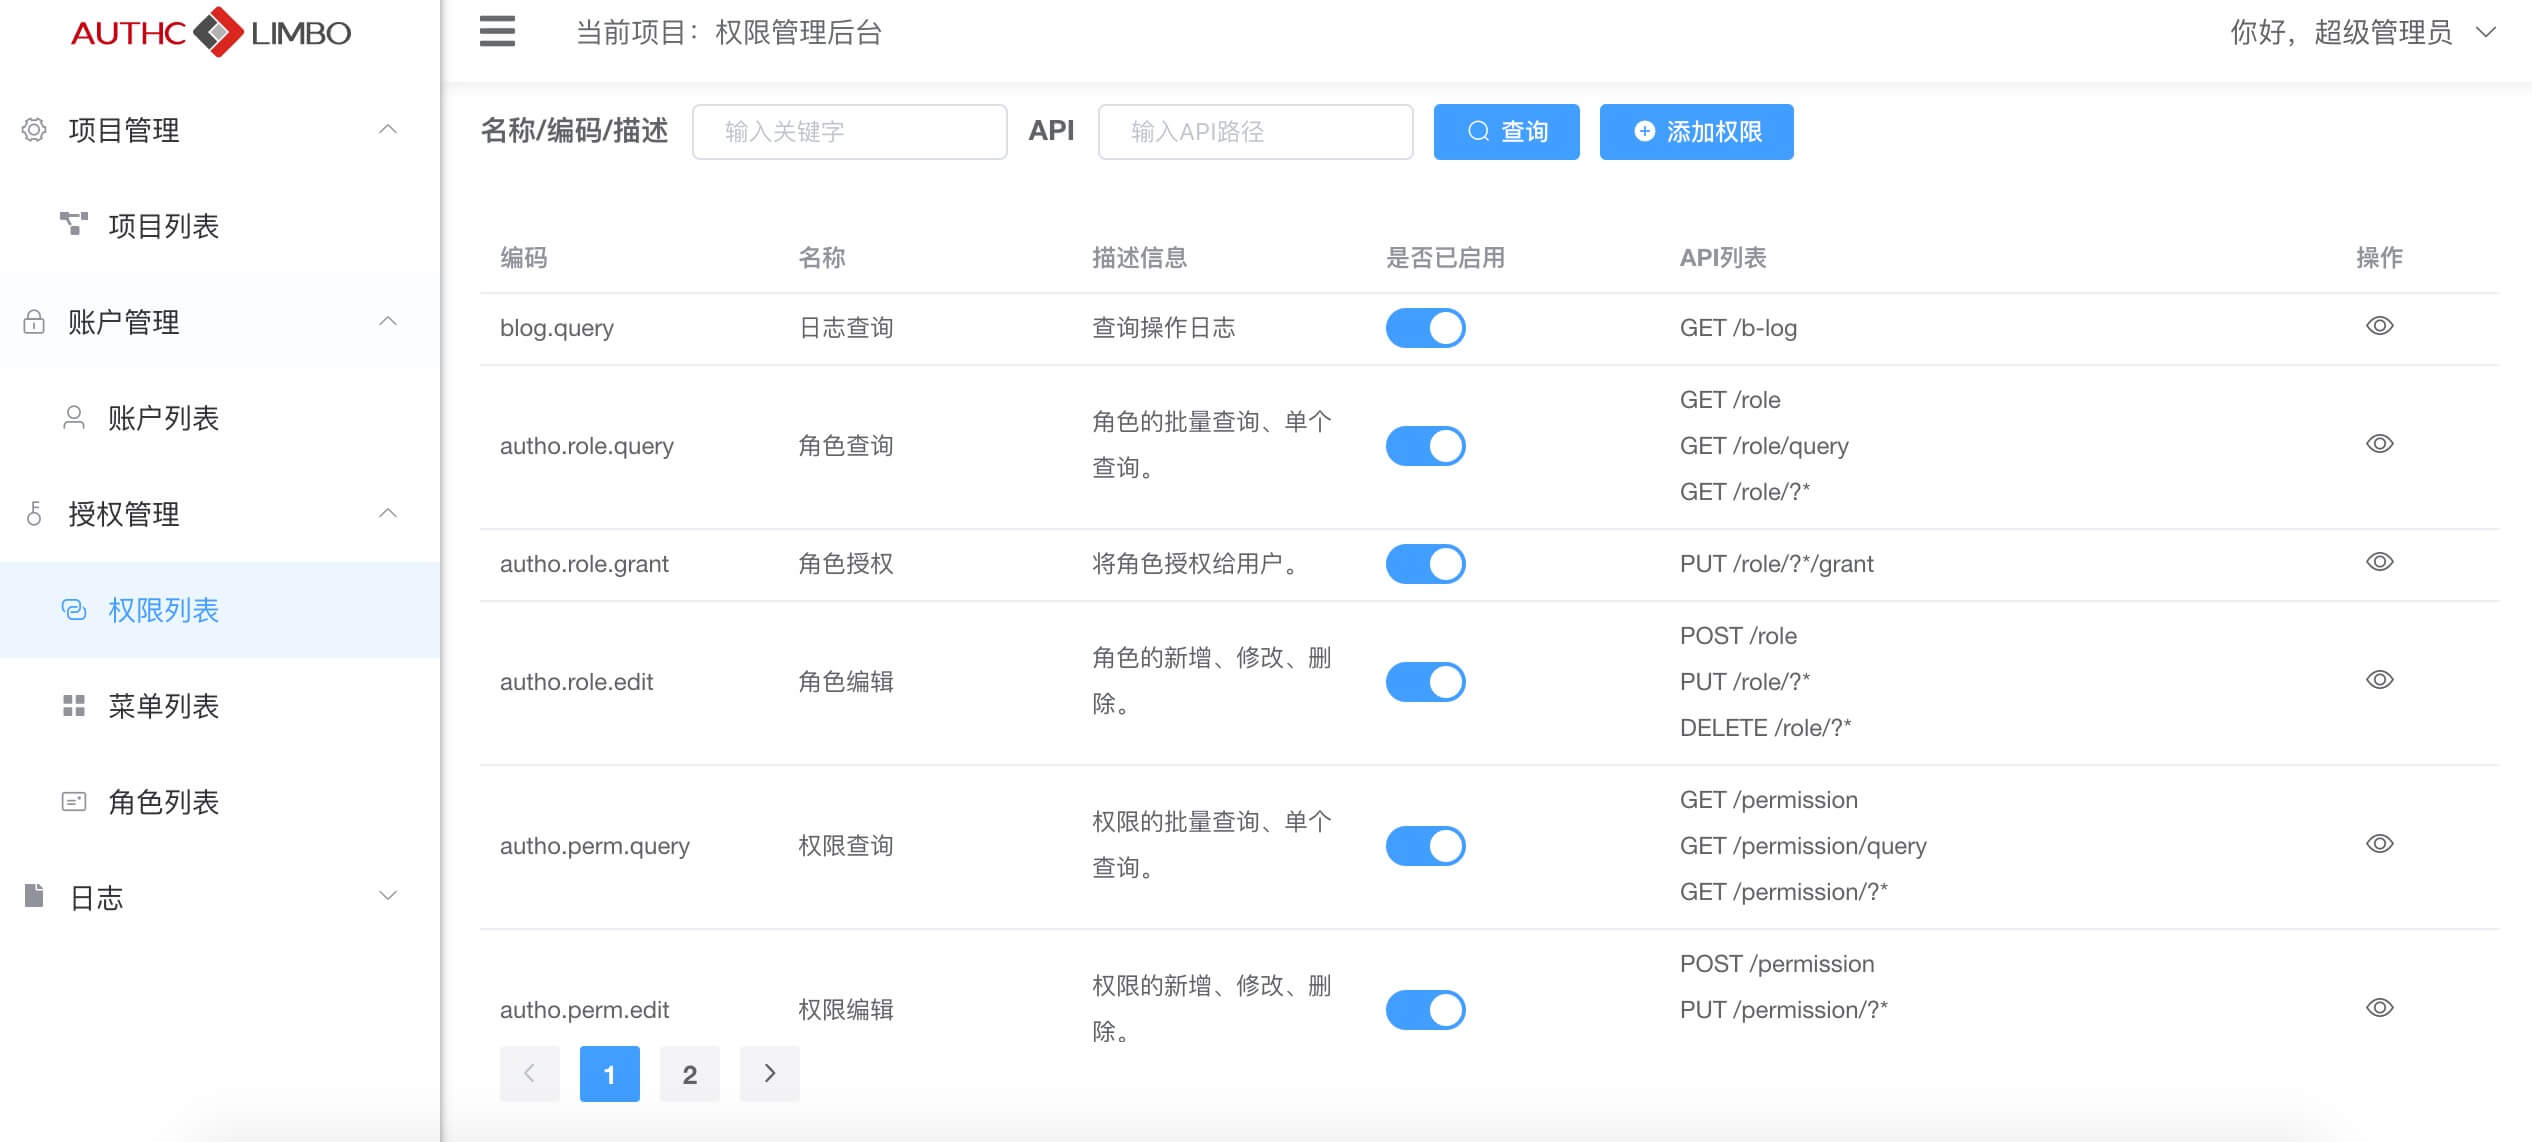 AUTHC LIMBO
当前项目：权限管理后台
你好，超级管理员
项目管理
项目列表
账户管理
账户列表
授权管理
权限列表
菜单列表
角色列表
日志
名称/编码/描述
输入关键字
API
输入API路径
查询
添加权限
编码 名称 描述信息 是否已启用 API列表 操作
blog.query
日志查询
查询操作日志
GET /b-log
autho.role.query
角色查询
角色的批量查询、单个
查询。
GET /role
GET /role/query
GET /role/?*
autho.role.grant
角色授权
将角色授权给用户。
PUT /role/?*/grant
autho.role.edit
角色编辑
角色的新增、修改、删
除。
POST /role
PUT /role/?*
DELETE /role/?*
autho.perm.query
权限查询
权限的批量查询、单个
查询。
GET /permission
GET /permission/query
GET /permission/?*
autho.perm.edit
权限编辑
权限的新增、修改、删
除。
POST /permission
PUT /permission/?*
1 2